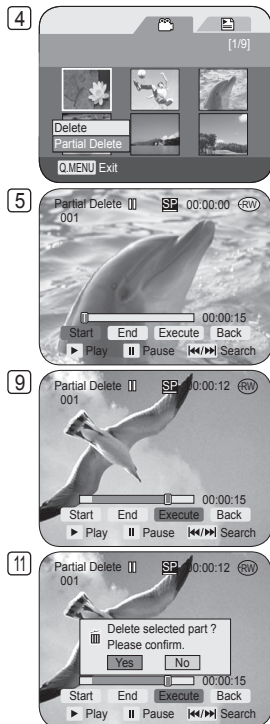 4
[1/9]
Delete
Partial Delete
Q.MENU Exit
5
Partial Delete SP 00:00:00 RW
001
00:00:15
Start End Execute Back
Play Pause Search
9
Partial Delete SP 00:00:12 RW
001
00:00:15
Start End Execute Back
Play Pause Search
11
Partial Delete SP 00:00:12 RW
001
Delete selected part ?
Please confirm.
Yes No
00:00:15
Start End Execute Back
Play Pause Search